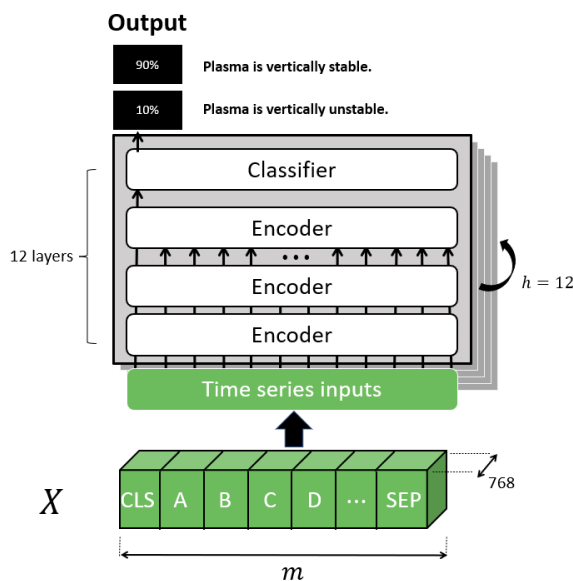 Output
90%
Plasma is vertically stable.
10%
Plasma is vertically unstable.
Classifier
Encoder
12 layers
...
Encoder
h = 12
Encoder
Time series inputs
768
X
CLS A B C D ... SEP
m